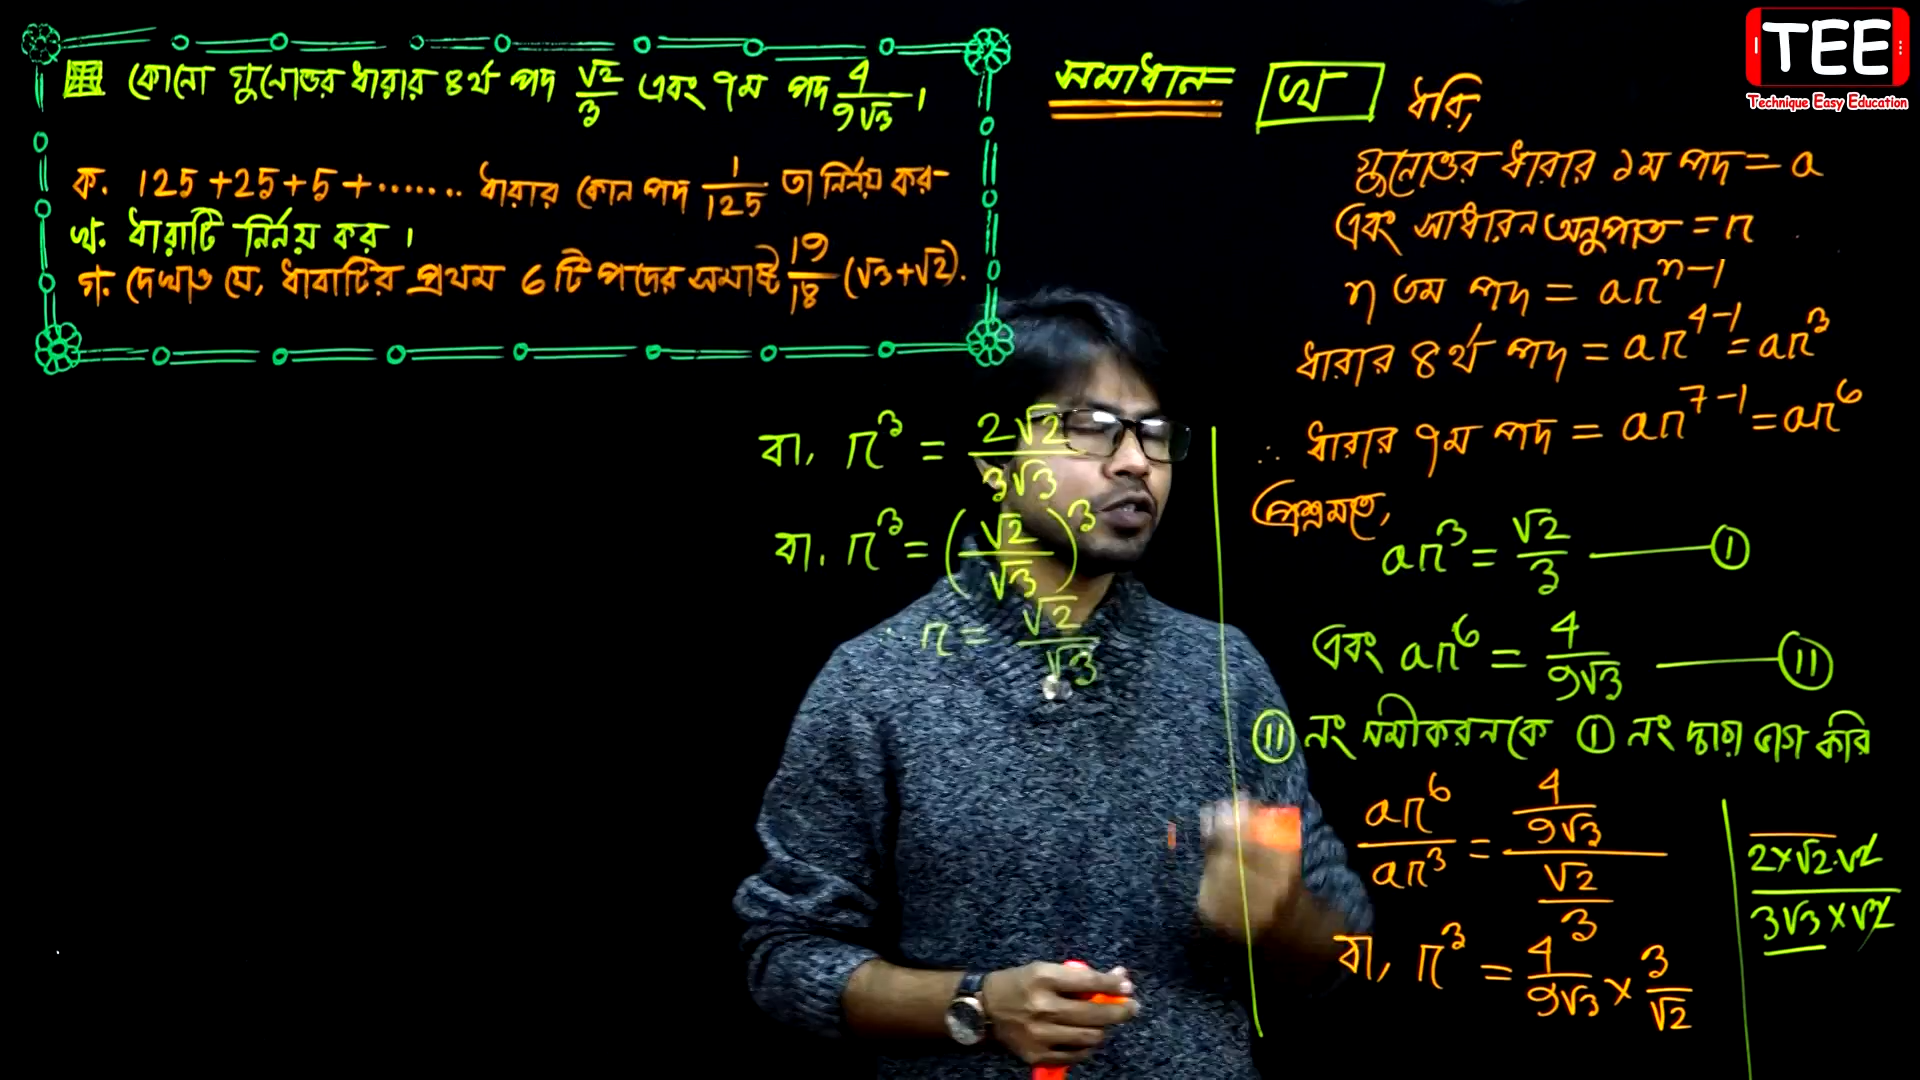 কোনো গুনোত্তর ধারার ৪র্থ পদ √2/3 এবং ৭ম পদ 4/9√3 ।
ক. 125 + 25 + 5 + ....... ধারার কোন পদ 1/125 তা নির্নয় কর-
খ. ধারাটি নির্নয় কর ।
গ. দেখাও যে, ধারাটির প্রথম 6 টি পদের সমষ্টি 19/18 (√3+√2).
সমাধান
খ ধরি,
গুনোত্তর ধারার ১ম পদ = a
এবং সাধারন অনুপাত = r
n তম পদ = ar^(n-1)
ধারার ৪র্থ পদ = ar^(4-1) = ar^3
∴ ধারার ৭ম পদ = ar^(7-1) = ar^6
প্রশ্নমতে,
ar^3 = √2/3 —— (I)
এবং ar^6 = 4/9√3 —— (II)
(II) নং সমীকরনকে (I) নং দ্বারা ভাগ করি
ar^6/ar^3 = (4/9√3)/(√2/3)
বা, r^3 = 4/9√3 × 3/√2
2×√2.√2
3√3×√2
বা, r^3 = 2√2/3√3
বা, r^3 = (√2/√3)^3
r = √2/√3
TEE
Technique Easy Education